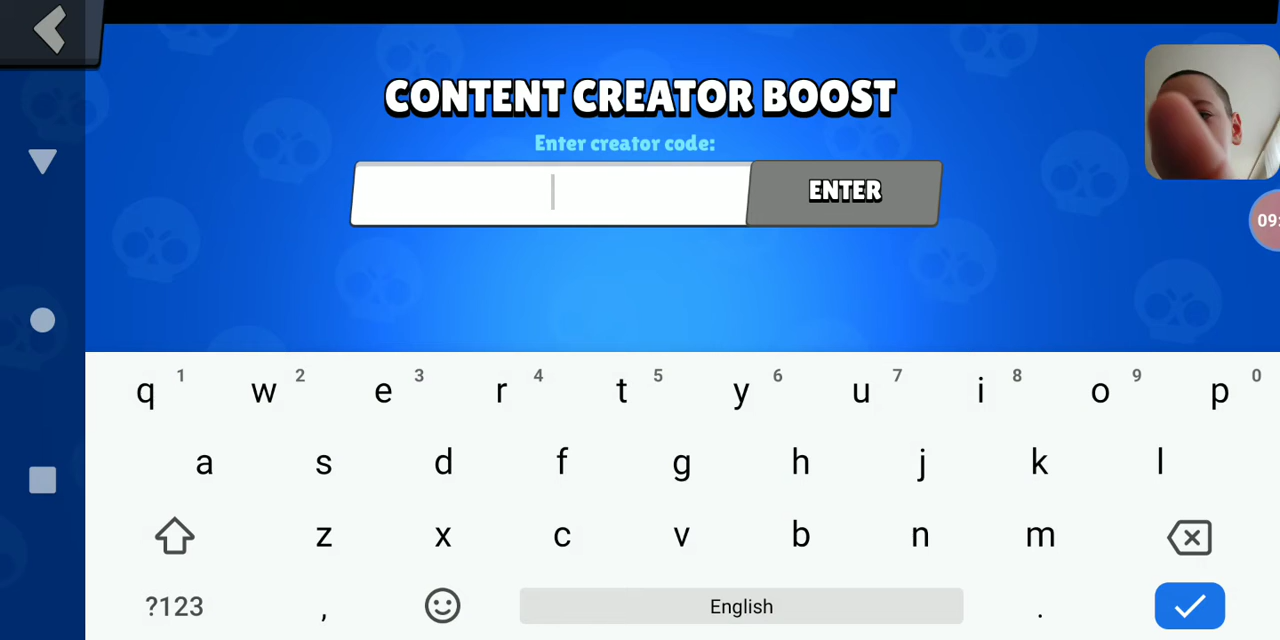 CONTENT CREATOR BOOST
Enter creator code:
ENTER
09:
q 1 w 2 e 3 r 4 t 5 y 6 u 7 i 8 o 9 p 0
a s d f g h j k l
z x c v b n m
?123 , English .